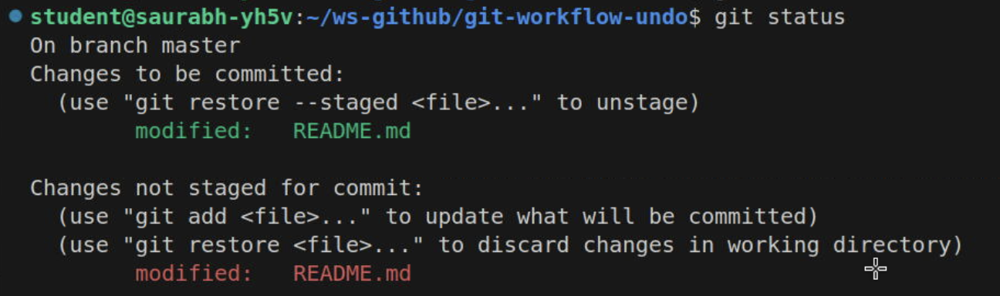 student@saurabh-yh5v:~/ws-github/git-workflow-undo$ git status
On branch master
Changes to be committed:
  (use "git restore --staged <file>..." to unstage)
        modified:   README.md

Changes not staged for commit:
  (use "git add <file>..." to update what will be committed)
  (use "git restore <file>..." to discard changes in working directory)
        modified:   README.md